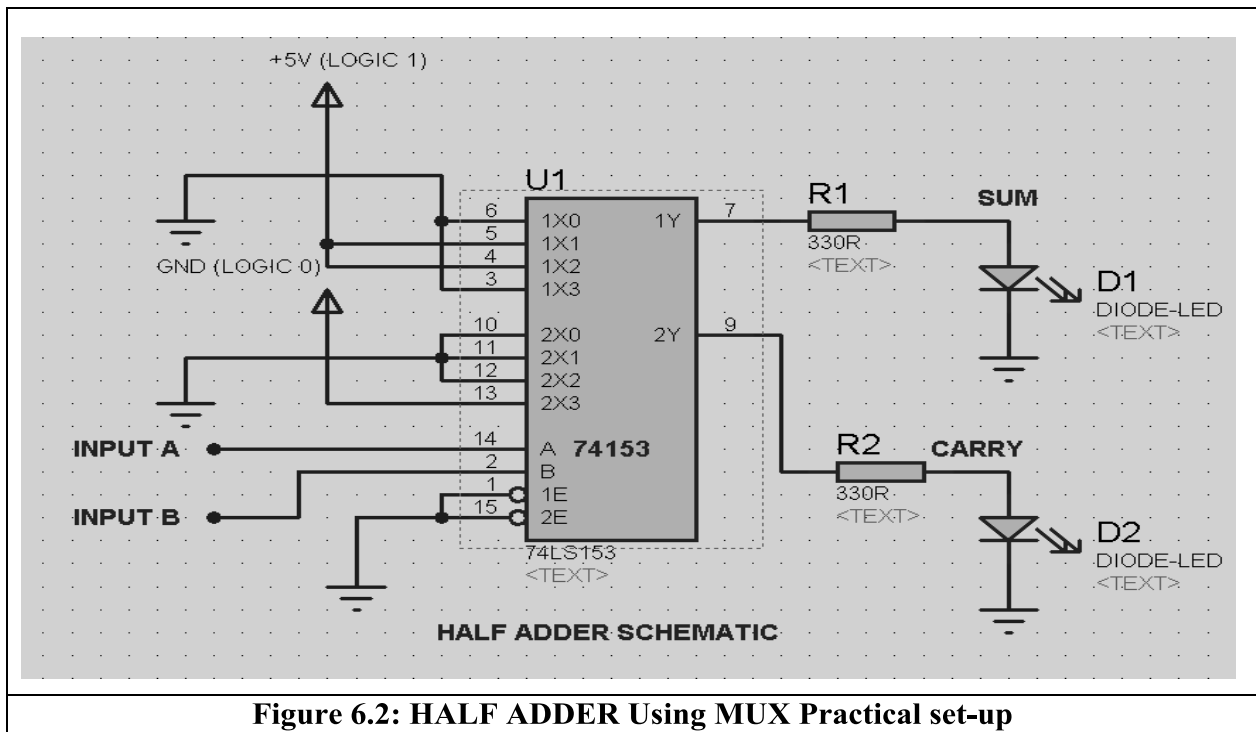 +5V (LOGIC 1)
U1
6 1X0 1Y 7
5 1X1
4 1X2
3 1X3
GND (LOGIC 0)
10 2X0 2Y 9
11 2X1
12 2X2
13 2X3
INPUT A
14 A 74153
2 B
1 1E
INPUT B
15 2E
74LS153
<TEXT>
R1
330R
<TEXT>
SUM
D1
DIODE-LED
<TEXT>
R2
330R
<TEXT>
CARRY
D2
DIODE-LED
<TEXT>
HALF ADDER SCHEMATIC
Figure 6.2: HALF ADDER Using MUX Practical set-up